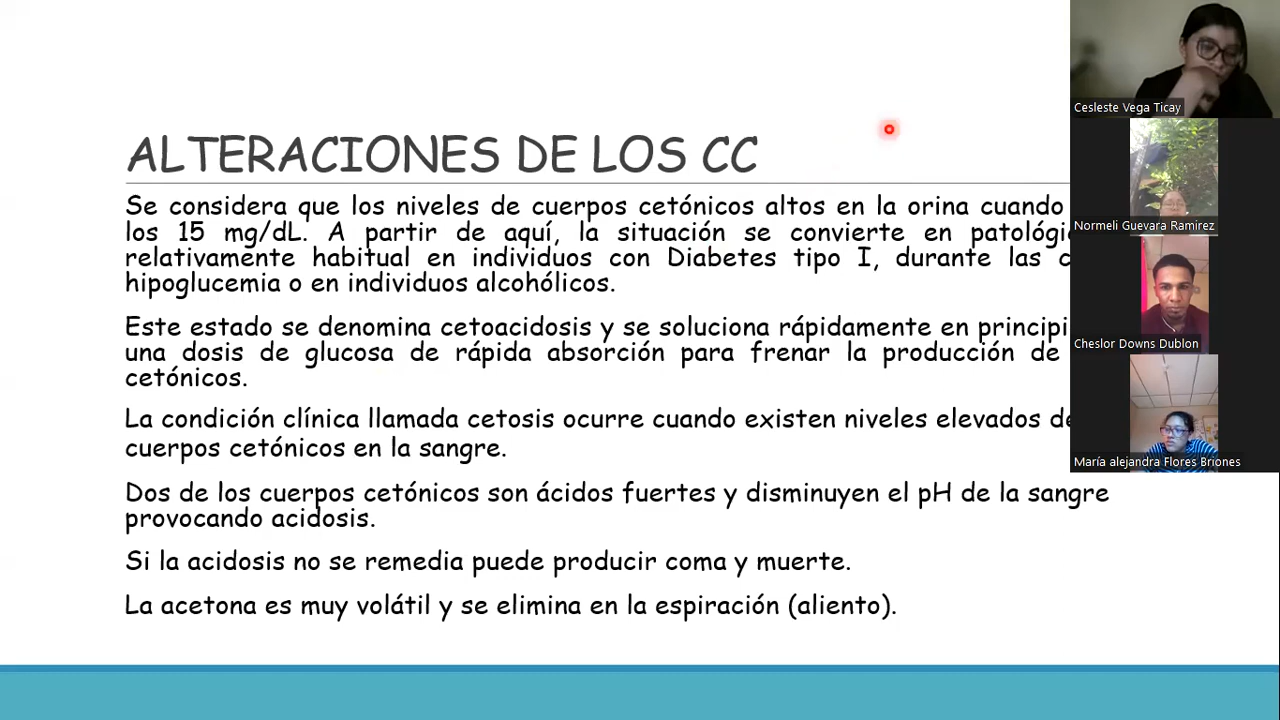 ALTERACIONES DE LOS CC
Se considera que los niveles de cuerpos cetónicos altos en la orina cuando
los 15 mg/dL. A partir de aquí, la situación se convierte en
relativamente habitual en individuos con Diabetes tipo I, durante las
hipoglucemia o en individuos alcohólicos.
Este estado se denomina cetoacidosis y se soluciona rápidamente en
una dosis de glucosa de rápida absorción para frenar la producción de
cetónicos.
La condición clínica llamada cetosis ocurre cuando existen niveles elevados de
cuerpos cetónicos en la sangre.
Dos de los cuerpos cetónicos son ácidos fuertes y disminuyen el pH de la sangre
provocando acidosis.
Si la acidosis no se remedia puede producir coma y muerte.
La acetona es muy volátil y se elimina en la espiración (aliento).
Cesleste Vega Ticay
Normeli Guevara Ramirez
Cheslor Downs Dublon
María alejandra Flores Briones